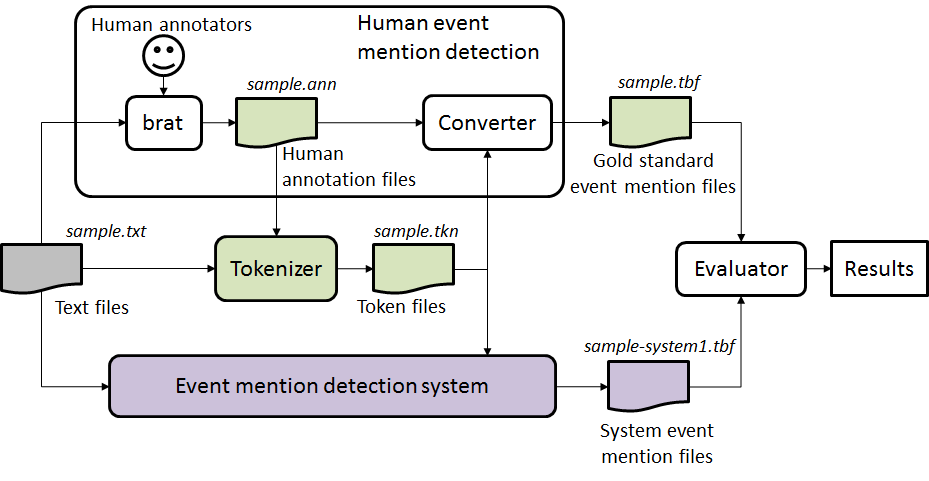 Human annotators
Human event
mention detection
sample.ann
sample.tbf
brat
Converter
Human
annotation files
Gold standard
event mention files
sample.txt
sample.tkn
Tokenizer
Evaluator
Results
Text files
Token files
sample-system1.tbf
Event mention detection system
System event
mention files